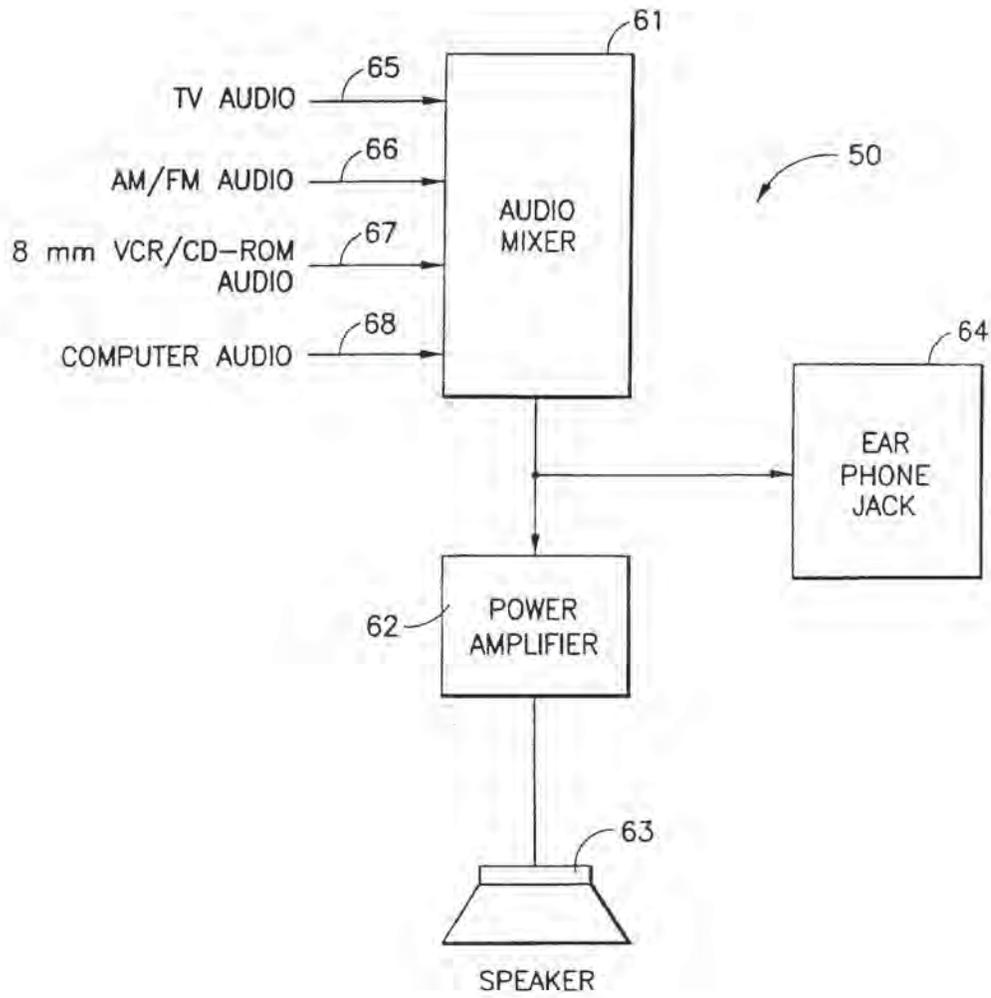 61
TV AUDIO
65
AM/FM AUDIO
66
8 mm VCR/CD-ROM
AUDIO
67
COMPUTER AUDIO
68
AUDIO
MIXER
50
64
EAR
PHONE
JACK
62
POWER
AMPLIFIER
63
SPEAKER